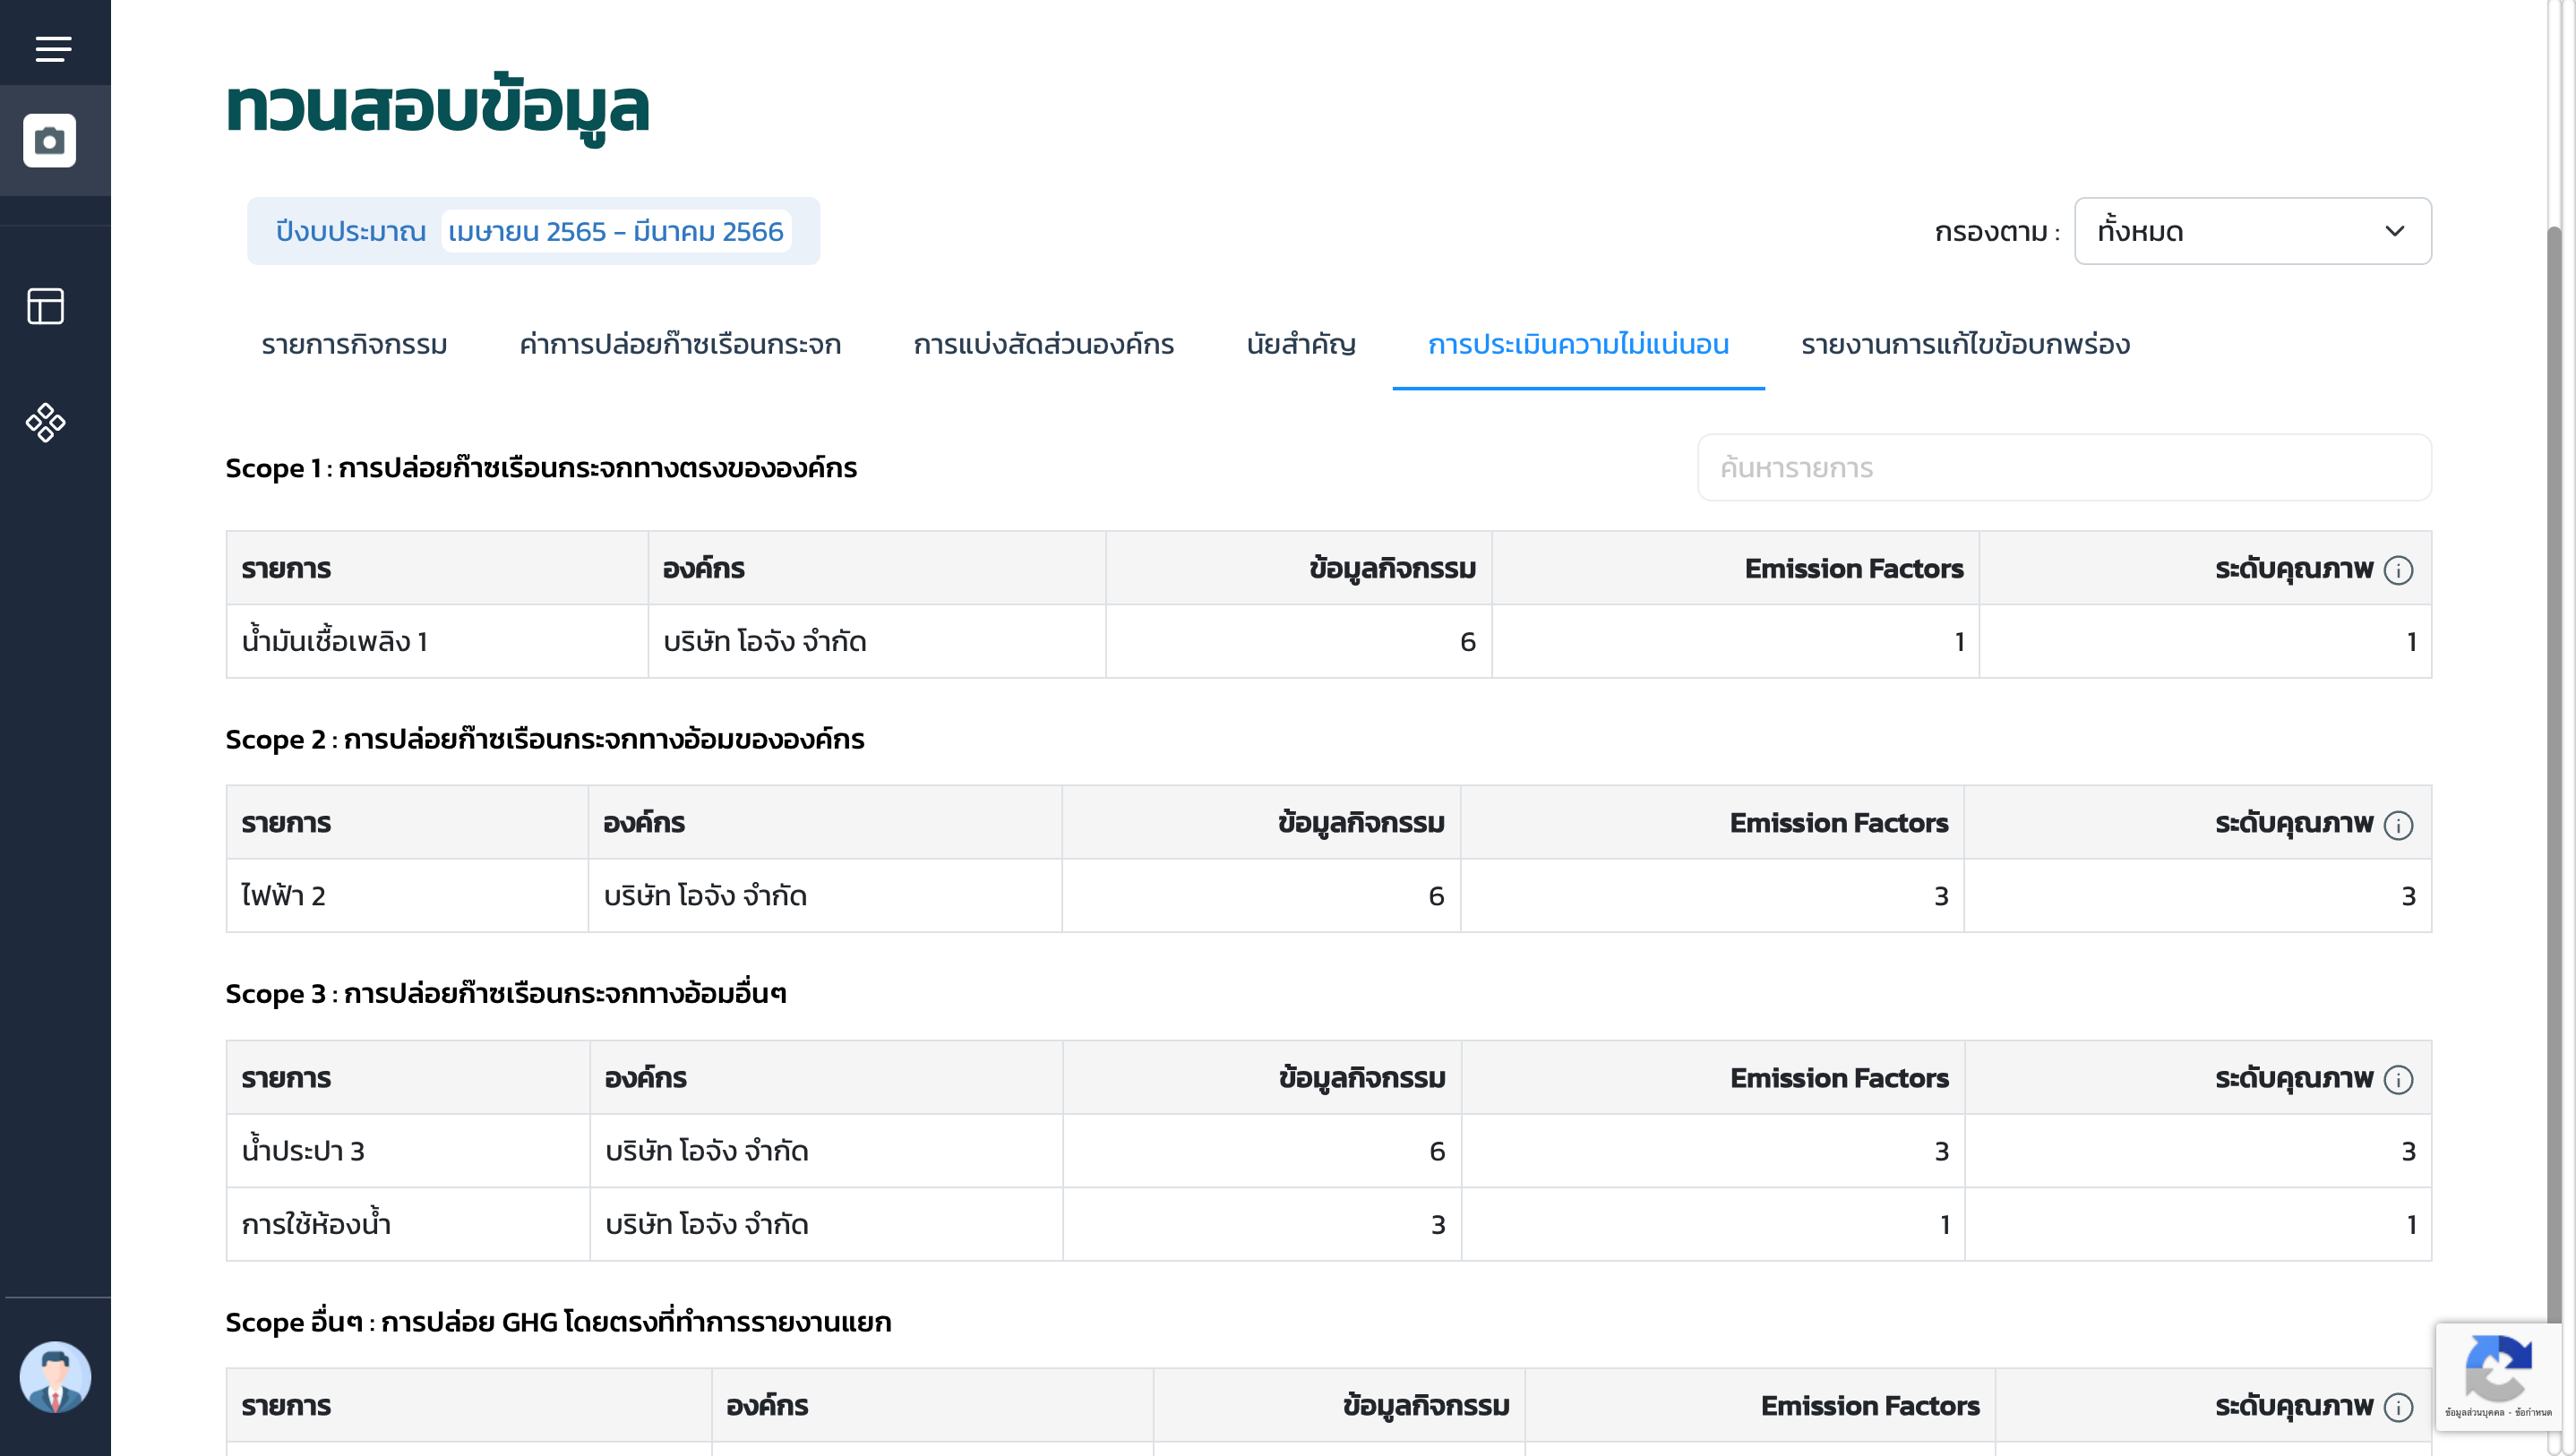 ทวนสอบข้อมูล
ปีงบประมาณ เมษายน 2565 - มีนาคม 2566
กรองตาม : ทั้งหมด
รายการกิจกรรม ค่าการปล่อยก๊าซเรือนกระจก การแบ่งสัดส่วนองค์กร นัยสำคัญ การประเมินความไม่แน่นอน รายงานการแก้ไขข้อบกพร่อง
Scope 1 : การปล่อยก๊าซเรือนกระจกทางตรงขององค์กร
ค้นหารายการ
รายการ องค์กร ข้อมูลกิจกรรม Emission Factors ระดับคุณภาพ
น้ำมันเชื้อเพลิง 1 บริษัท โอจัง จำกัด 6 1 1
Scope 2 : การปล่อยก๊าซเรือนกระจกทางอ้อมขององค์กร
รายการ องค์กร ข้อมูลกิจกรรม Emission Factors ระดับคุณภาพ
ไฟฟ้า 2 บริษัท โอจัง จำกัด 6 3 3
Scope 3 : การปล่อยก๊าซเรือนกระจกทางอ้อมอื่นๆ
รายการ องค์กร ข้อมูลกิจกรรม Emission Factors ระดับคุณภาพ
น้ำประปา 3 บริษัท โอจัง จำกัด 6 3 3
การใช้ห้องน้ำ บริษัท โอจัง จำกัด 3 1 1
Scope อื่นๆ : การปล่อย GHG โดยตรงที่ทำการรายงานแยก
รายการ องค์กร ข้อมูลกิจกรรม Emission Factors ระดับคุณภาพ
ข้อมูลส่วนบุคคล - ข้อกำหนด